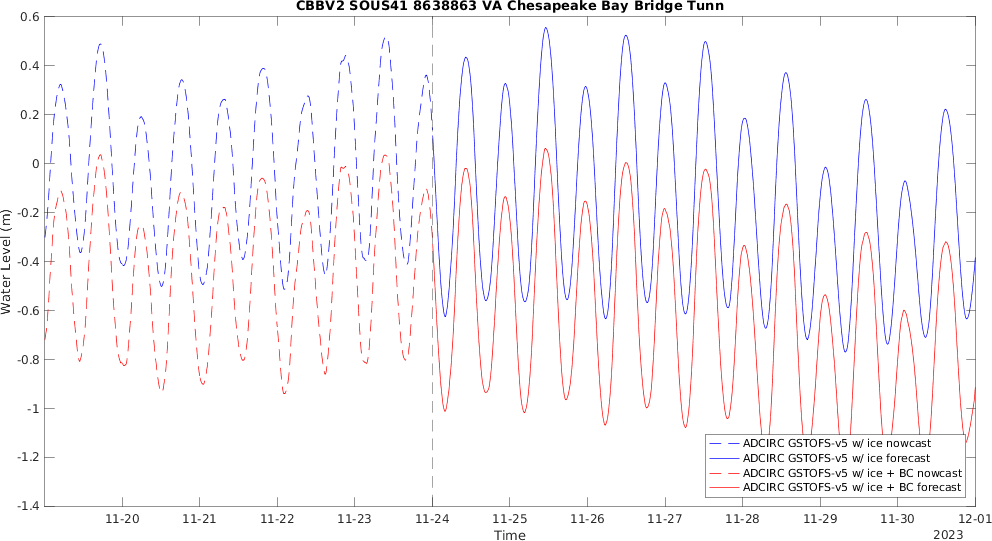 CBBV2 SOUS41 8638863 VA Chesapeake Bay Bridge Tunn
0.6
0.4
0.2
0
-0.2
-0.4
-0.6
-0.8
-1
-1.2
-1.4
Water Level (m)
ADCIRC GSTOFS-v5 w/ ice nowcast
ADCIRC GSTOFS-v5 w/ ice forecast
ADCIRC GSTOFS-v5 w/ ice + BC nowcast
ADCIRC GSTOFS-v5 w/ ice + BC forecast
11-20 11-21 11-22 11-23 11-24 11-25 11-26 11-27 11-28 11-29 11-30 12-01
Time
2023